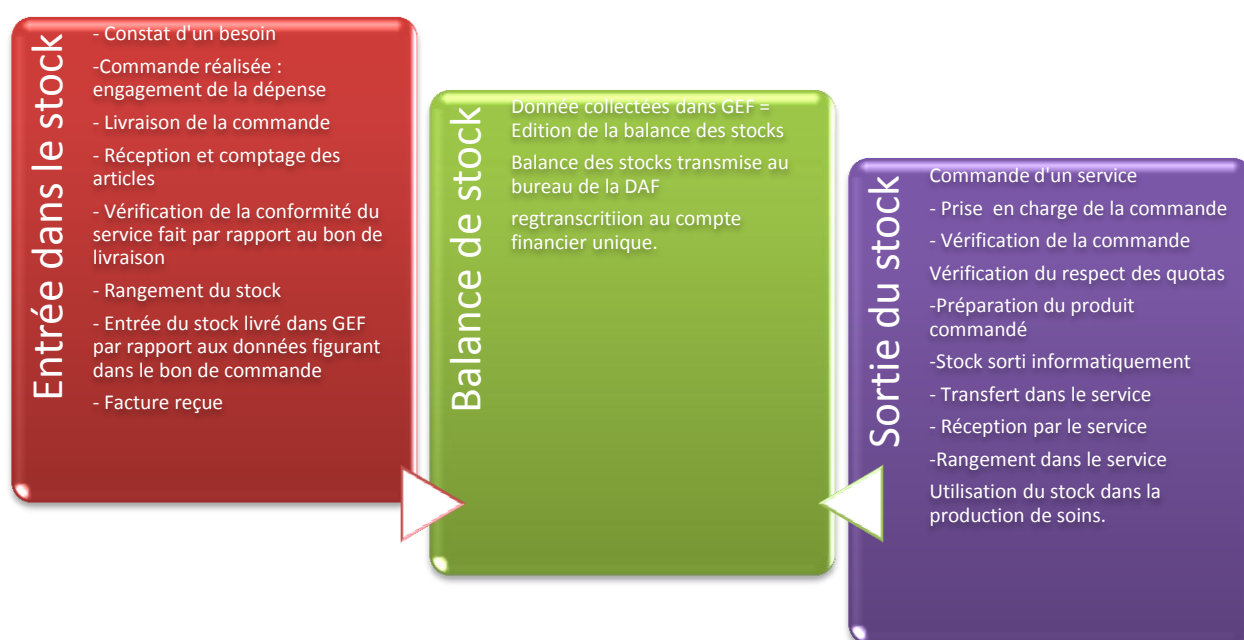 Entrée dans le stock
- Constat d'un besoin
-Commande réalisée :
engagement de la dépense
- Livraison de la commande
- Réception et comptage des
articles
- Vérification de la conformité du
service fait par rapport au bon de
livraison
- Rangement du stock
- Entrée du stock livré dans GEF
par rapport aux données figurant
dans le bon de commande
- Facture reçue
Balance de stock
Donnée collectées dans GEF =
Edition de la balance des stocks
Balance des stocks transmise au
bureau de la DAF
regtranscritiion au compte
financier unique.
Sortie du stock
Commande d'un service
- Prise en charge de la commande
- Vérification de la commande
Vérification du respect des quotas
-Préparation du produit
commandé
-Stock sorti informatiquement
- Transfert dans le service
- Réception par le service
-Rangement dans le service
Utilisation du stock dans la
production de soins.